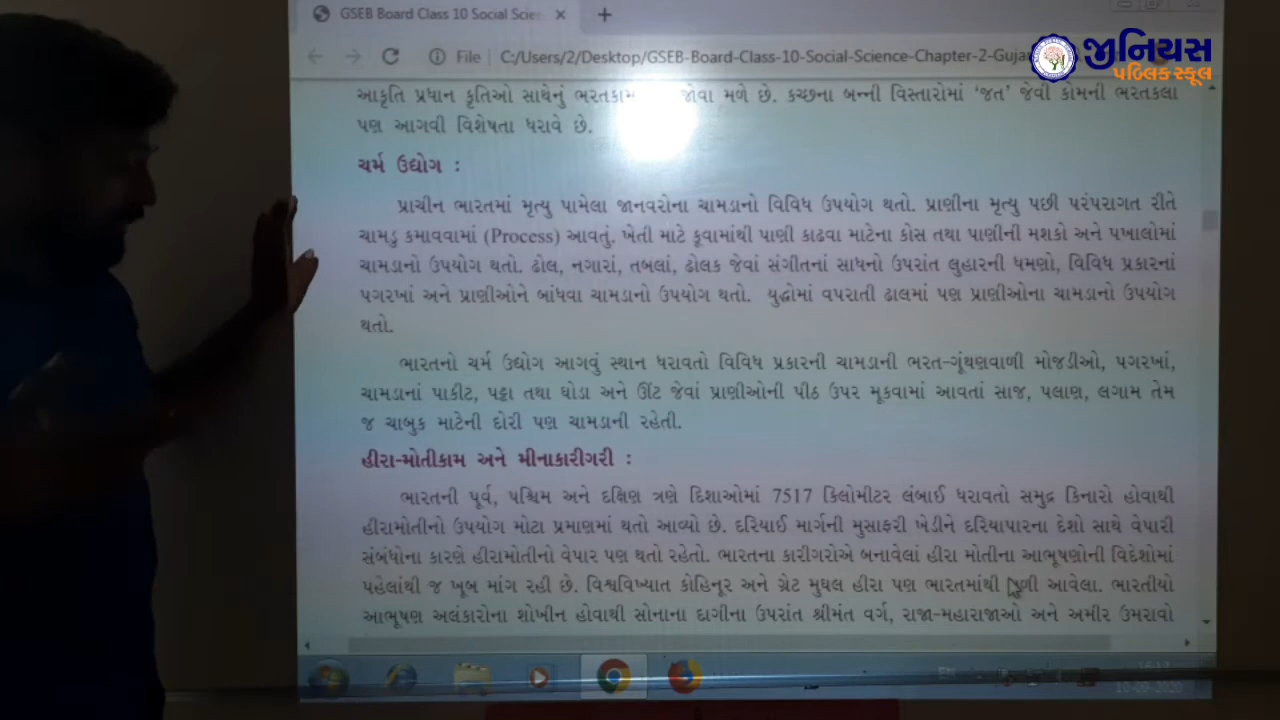 GSEB Board Class 10 Social Scie
File C:/Users/2/Desktop/GSEB-Board-Class-10-Social-Science-Chapter-2-Gujar
જીનિયસ
પબ્લિક સ્કૂલ
આકૃતિ પ્રધાન કૃતિઓ સાથેનું ભરતકામ જોવા મળે છે. કચ્છના બન્ની વિસ્તારોમાં ‘જત’ જેવી કોમની ભરતકલા
પણ આગવી વિશેષતા ધરાવે છે.
ચર્મ ઉદ્યોગ :
પ્રાચીન ભારતમાં મૃત્યુ પામેલા જાનવરોના ચામડાનો વિવિધ ઉપયોગ થતો. પ્રાણીના મૃત્યુ પછી પરંપરાગત રીતે
ચામડુ કમાવવામાં (Process) આવતું. ખેતી માટે કૂવામાંથી પાણી કાઢવા માટેના કોસ તથા પાણીની મશકો અને પખાલોમાં
ચામડાનો ઉપયોગ થતો. ઢોલ, નગારાં, તબલાં, ઢોલક જેવાં સંગીતનાં સાધનો ઉપરાંત લુહારની ધમણો, વિવિધ પ્રકારનાં
પગરખાં અને પ્રાણીઓને બાંધવા ચામડાનો ઉપયોગ થતો. યુદ્ધોમાં વપરાતી ઢાલમાં પણ પ્રાણીઓના ચામડાનો ઉપયોગ
થતો.
ભારતનો ચર્મ ઉદ્યોગ આગવું સ્થાન ધરાવતો વિવિધ પ્રકારની ચામડાની ભરત-ગૂંથણવાળી મોજડીઓ, પગરખાં,
ચામડાનાં પાકીટ, પટ્ટા તથા ઘોડા અને ઊંટ જેવાં પ્રાણીઓની પીઠ ઉપર મૂકવામાં આવતાં સાજ, પલાણ, લગામ તેમ
જ ચાબુક માટેની દોરી પણ ચામડાની રહેતી.
હીરા-મોતીકામ અને મીનાકારીગરી :
ભારતની પૂર્વ, પશ્ચિમ અને દક્ષિણ ત્રણે દિશાઓમાં 7517 કિલોમીટર લંબાઈ ધરાવતો સમુદ્ર કિનારો હોવાથી
હીરામોતીનો ઉપયોગ મોટા પ્રમાણમાં થતો આવ્યો છે. દરિયાઈ માર્ગની મુસાફરી ખેડીને દરિયાપારના દેશો સાથે વેપારી
સંબંધોના કારણે હીરામોતીનો વેપાર પણ થતો રહેતો. ભારતના કારીગરોએ બનાવેલાં હીરા મોતીના આભૂષણોની વિદેશોમાં
પહેલાંથી જ ખૂબ માંગ રહી છે. વિશ્વવિખ્યાત કોહિનૂર અને ગ્રેટ મુઘલ હીરા પણ ભારતમાંથી મળી આવેલા. ભારતીયો
આભૂષણ અલંકારોના શોખીન હોવાથી સોનાના દાગીના ઉપરાંત શ્રીમંત વર્ગ, રાજા-મહારાજાઓ અને અમીર ઉમરાવો